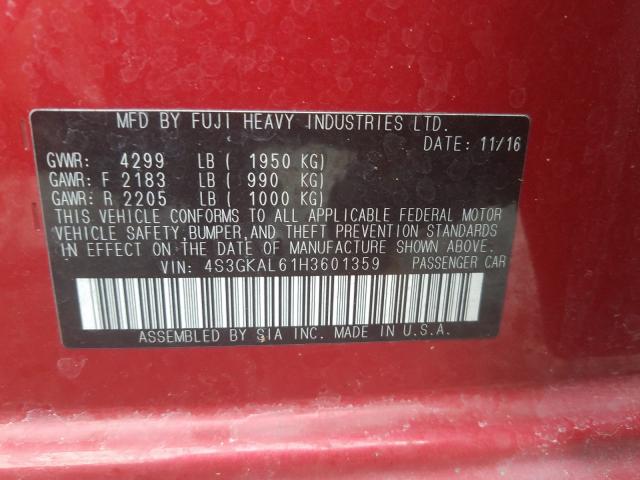 MFD BY FUJI HEAVY INDUSTRIES LTD.
DATE: 11/16
GVWR: 4299 LB ( 1950 KG)
GAWR: F 2183 LB ( 990 KG)
GAWR: R 2205 LB ( 1000 KG)
THIS VEHICLE CONFORMS TO ALL APPLICABLE FEDERAL MOTOR
VEHICLE SAFETY, BUMPER, AND THEFT PREVENTION STANDARDS
IN EFFECT ON THE DATE OF MANUFACTURE SHOWN ABOVE.
VIN: 4S3GKAL61H3601359 PASSENGER CAR
ASSEMBLED BY SIA INC. MADE IN U.S.A.